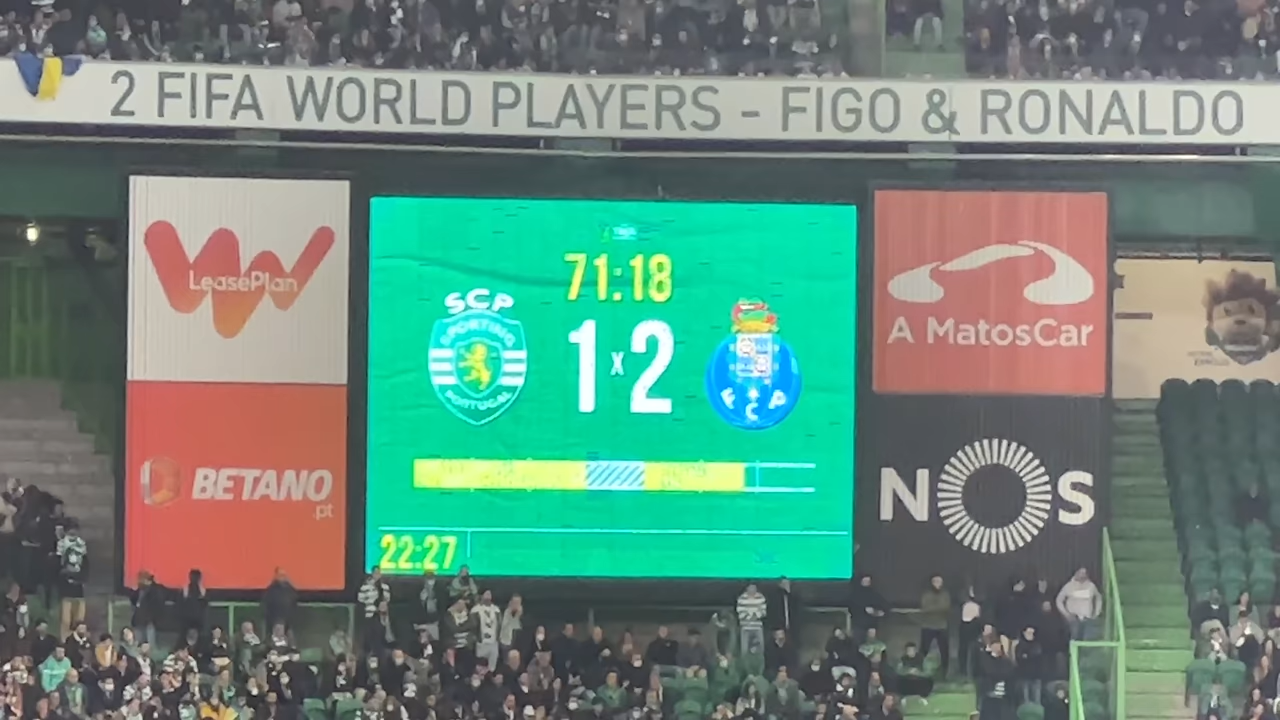 2 FIFA WORLD PLAYERS - FIGO & RONALDO
LeasePlan
BETANO
.pt
71:18
SCP
SPORTING
PORTUGAL
1 x 2
F C P
22:27
A MatosCar
NOS